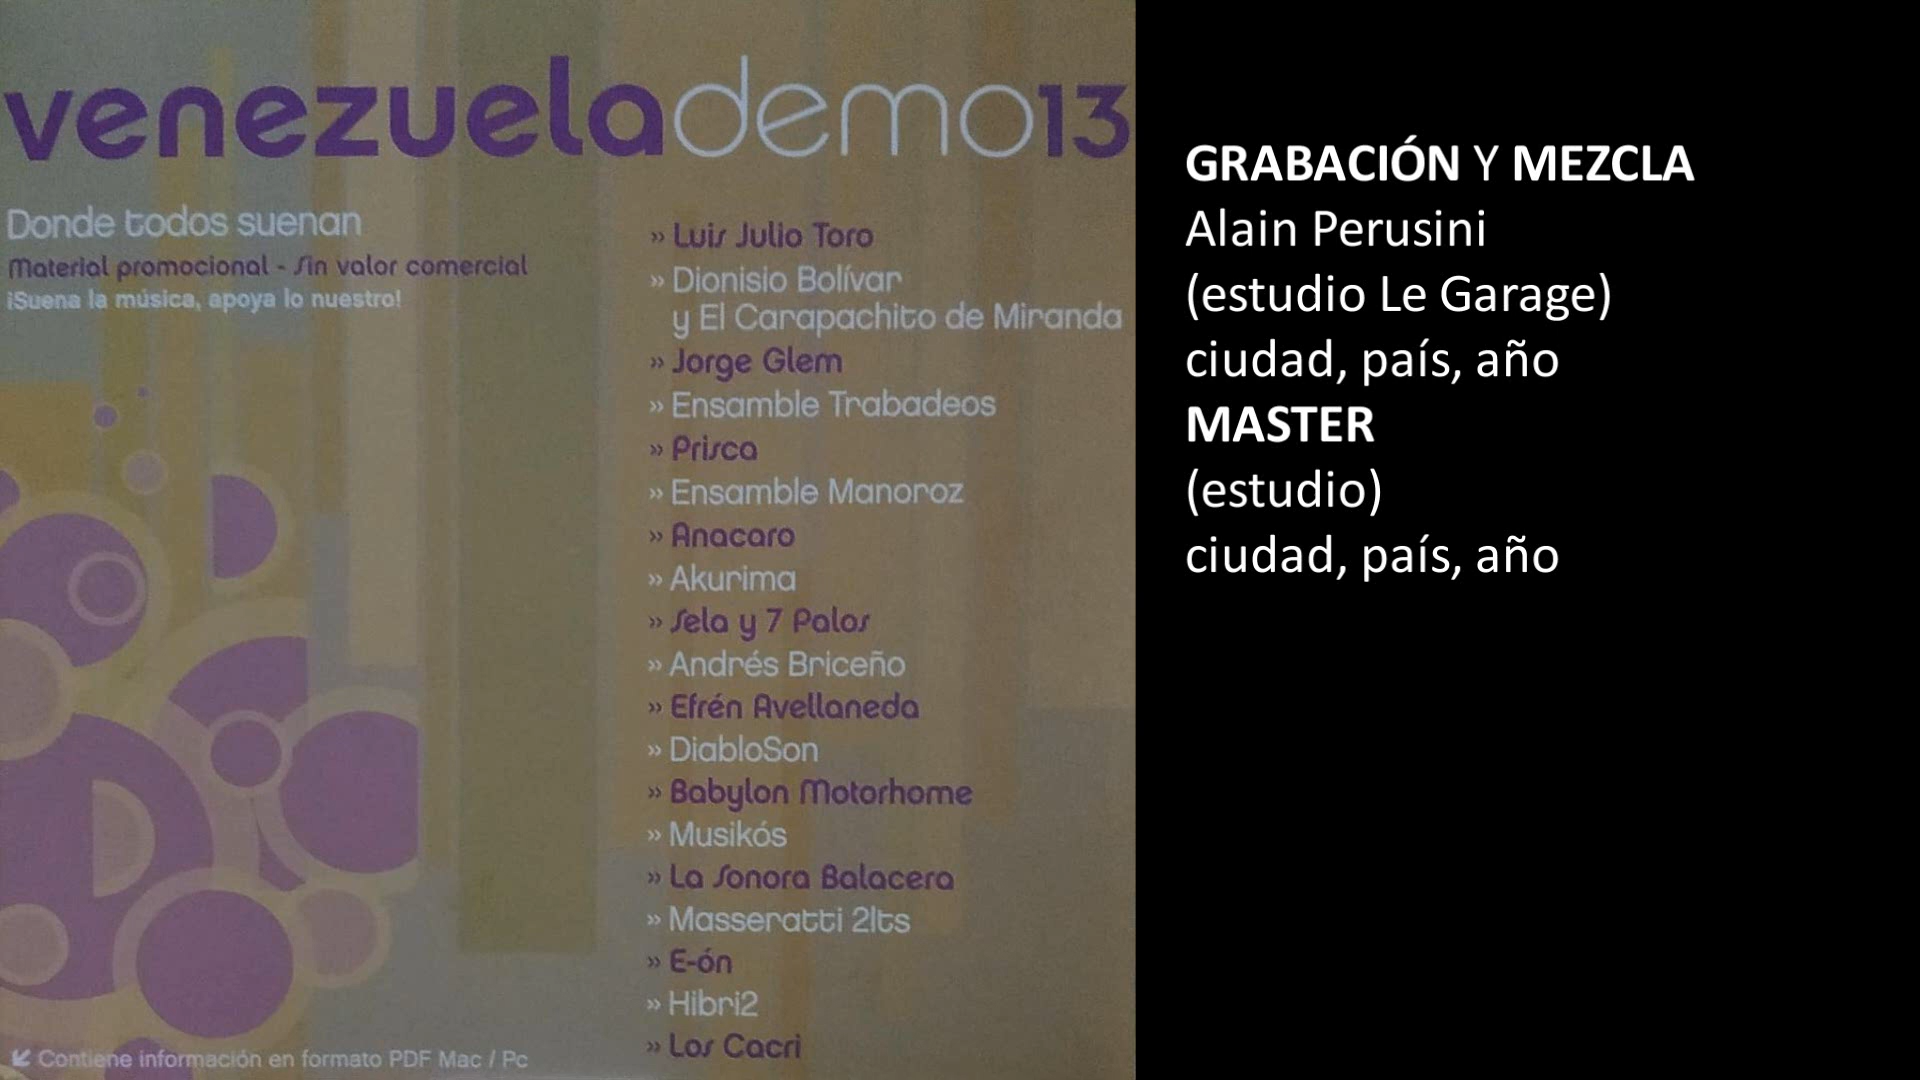 venezuelademo13
Donde todos suenan
Material promocional - Sin valor comercial
¡Suena la música, apoya lo nuestro!
» Luis Julio Toro
» Dionisio Bolívar
y El Carapachito de Miranda
» Jorge Glem
» Ensamble Trabadeos
» Prisca
» Ensamble Manoroz
» Anacaro
» Akurima
» Sela y 7 Palos
» Andrés Briceño
» Efrén Avellaneda
» DiabloSon
» Babylon Motorhome
» Musikós
» La Sonora Balacera
» Masseratti 2lts
» E-ón
» Hibri2
» Los Cacri
Contiene información en formato PDF Mac / Pc
GRABACIÓN Y MEZCLA
Alain Perusini
(estudio Le Garage)
ciudad, país, año
MASTER
(estudio)
ciudad, país, año